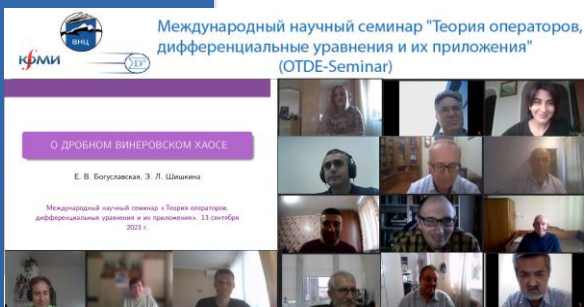 Международный научный семинар "Теория операторов,
дифференциальные уравнения и их приложения"
(OTDE-Seminar)
ВНЦ
КФМИ
О ДРОБНОМ ВИНЕРОВСКОМ ХАОСЕ
Е. В. Богуславская, Э. Л. Шишкина
Международный научный семинар «Теория операторов,
дифференциальные уравнения и их приложения». 13 сентября
2023 г.